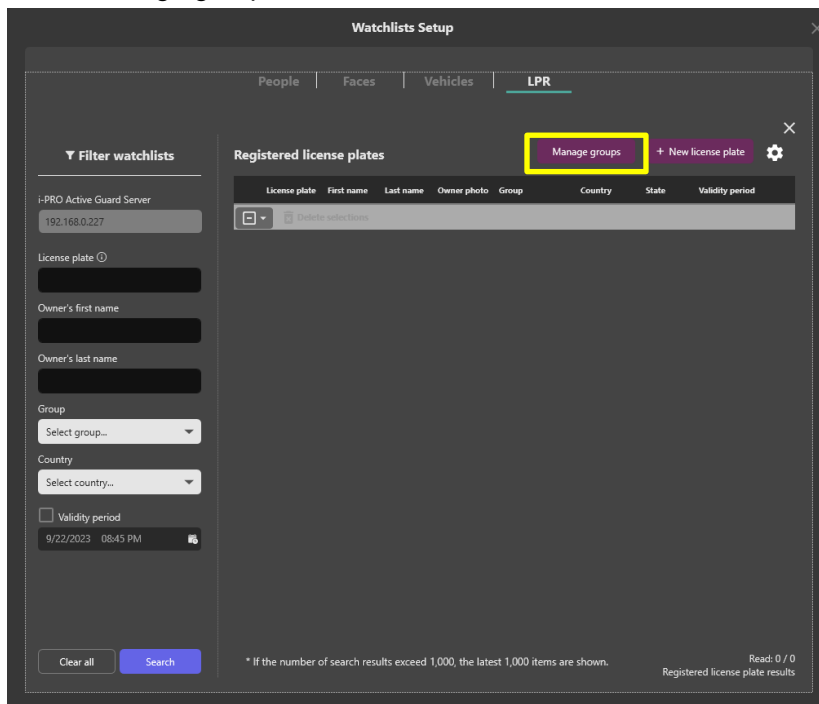 Watchlists Setup
People
Faces
Vehicles
LPR
Filter watchlists
Registered license plates
Manage groups
+ New license plate
License plate First name Last name Owner photo Group Country State Validity period
Delete selections
i-PRO Active Guard Server
192.168.0.227
License plate
Owner's first name
Owner's last name
Group
Select group...
Country
Select country...
Validity period
9/22/2023 08:45 PM
Clear all
Search
* If the number of search results exceed 1,000, the latest 1,000 items are shown.
Read: 0 / 0
Registered license plate results